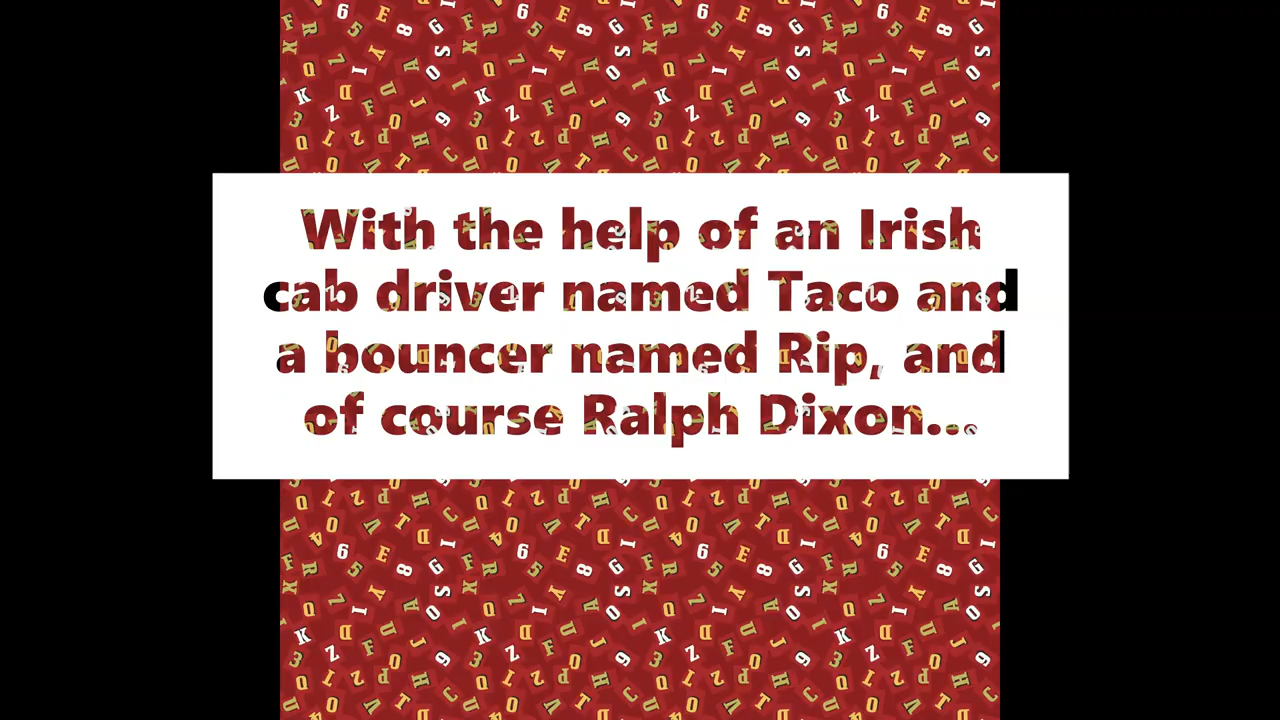 With the help of an Irish
cab driver named Taco and
a bouncer named Rip, and
of course Ralph Dixon...